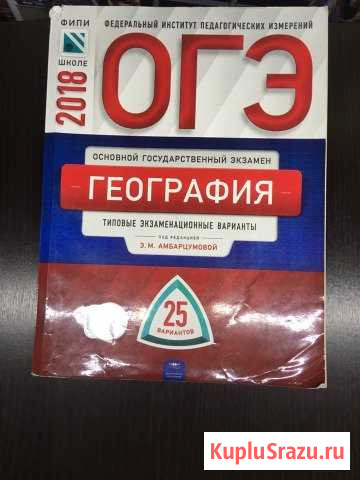 ФИПИ
ШКОЛЕ
2018
ФЕДЕРАЛЬНЫЙ ИНСТИТУТ ПЕДАГОГИЧЕСКИХ ИЗМЕРЕНИЙ
ОГЭ
ОСНОВНОЙ ГОСУДАРСТВЕННЫЙ ЭКЗАМЕН
ГЕОГРАФИЯ
ТИПОВЫЕ ЭКЗАМЕНАЦИОННЫЕ ВАРИАНТЫ
ПОД РЕДАКЦИЕЙ
Э. М. АМБАРЦУМОВОЙ
25
ВАРИАНТОВ
KupluSrazu.ru